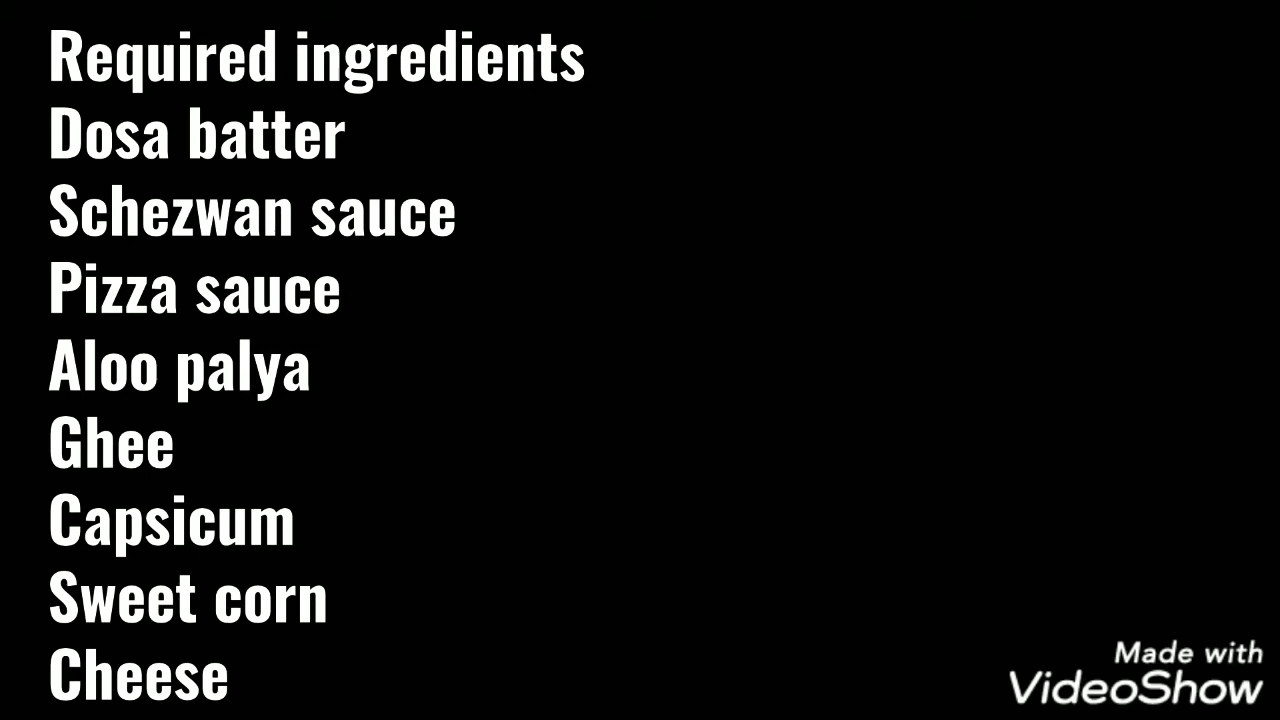 Required ingredients
Dosa batter
Schezwan sauce
Pizza sauce
Aloo palya
Ghee
Capsicum
Sweet corn
Cheese
Made with
VideoShow